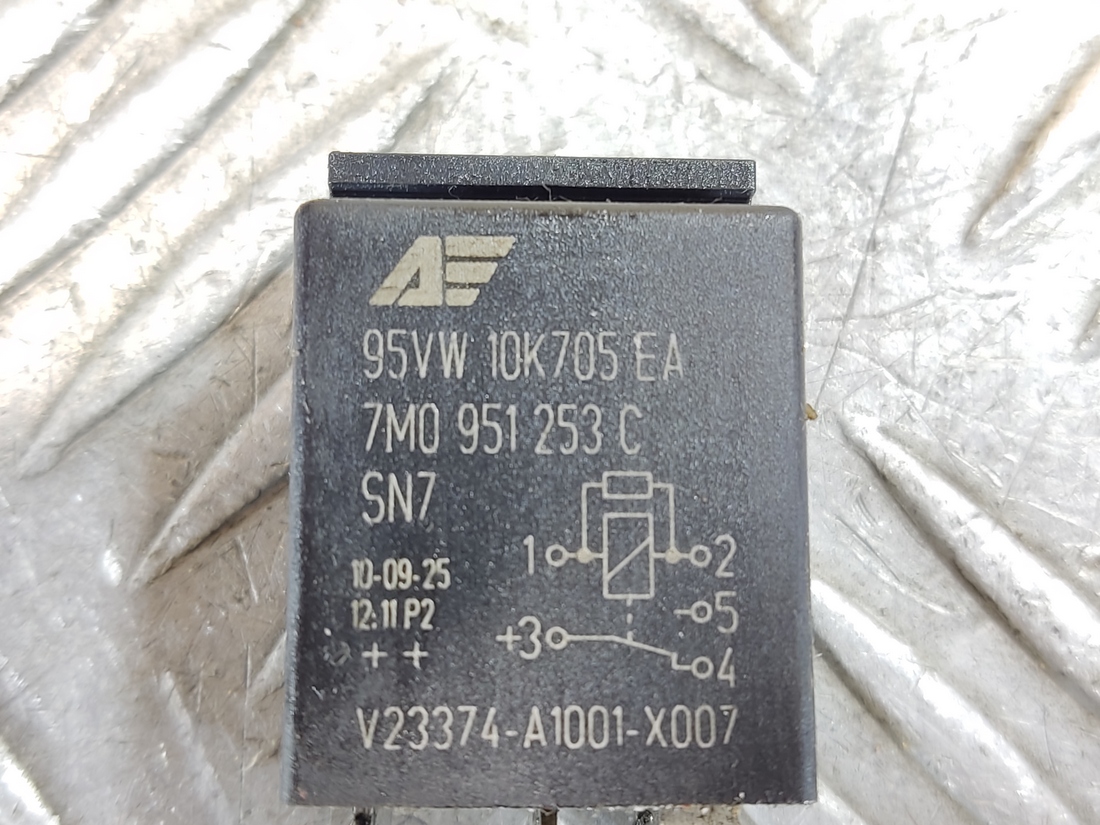 AE
95VW 10K705 EA
7M0 951 253 C
SN7
10-09-25
12:11 P2
+ +
1
2
5
+3
4
V23374-A1001-X007